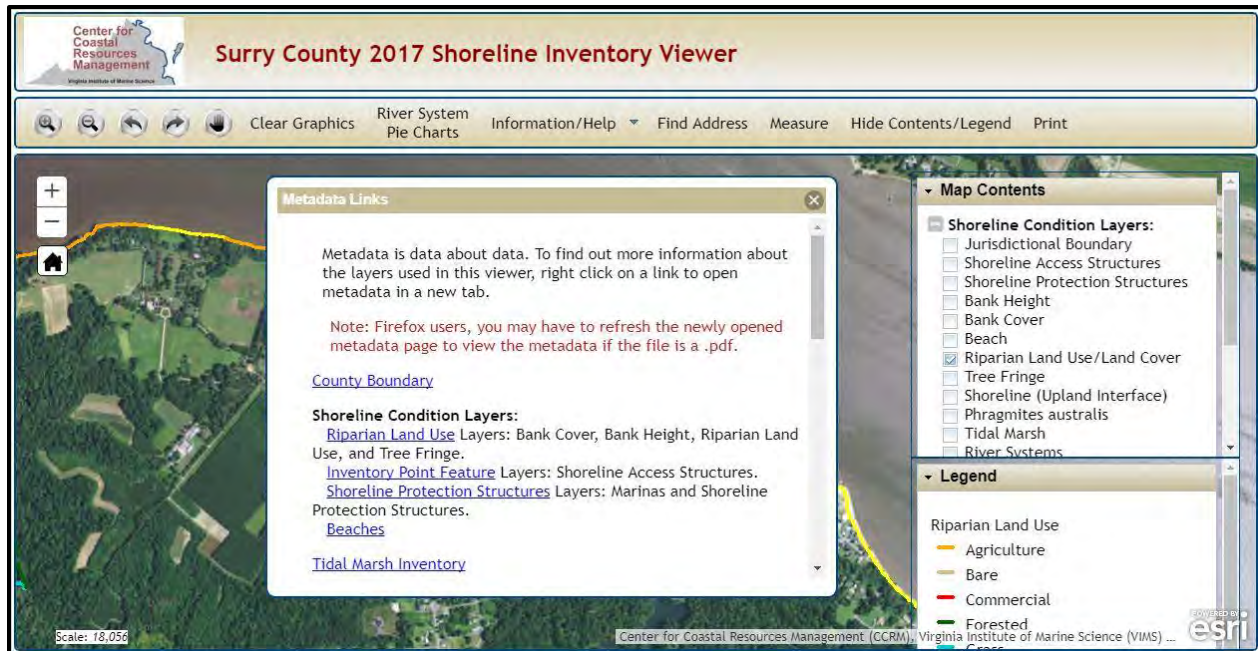 Center for
Coastal
Resources
Management
Virginia Institute of Marine Science
Surry County 2017 Shoreline Inventory Viewer
Clear Graphics
River System
Pie Charts
Information/Help
Find Address
Measure
Hide Contents/Legend
Print
Metadata Links
Metadata is data about data. To find out more information about
the layers used in this viewer, right click on a link to open
metadata in a new tab.
Note: Firefox users, you may have to refresh the newly opened
metadata page to view the metadata if the file is a .pdf.
County Boundary
Shoreline Condition Layers:
Riparian Land Use Layers: Bank Cover, Bank Height, Riparian Land
Use, and Tree Fringe.
Inventory Point Feature Layers: Shoreline Access Structures.
Shoreline Protection Structures Layers: Marinas and Shoreline
Protection Structures.
Beaches
Tidal Marsh Inventory
Map Contents
Shoreline Condition Layers:
Jurisdictional Boundary
Shoreline Access Structures
Shoreline Protection Structures
Bank Height
Bank Cover
Beach
Riparian Land Use/Land Cover
Tree Fringe
Shoreline (Upland Interface)
Phragmites australis
Tidal Marsh
River Systems
Legend
Riparian Land Use
Agriculture
Bare
Commercial
Forested
Grass
Scale: 18,056
Center for Coastal Resources Management (CCRM), Virginia Institute of Marine Science (VIMS) ...
POWERED BY
esri